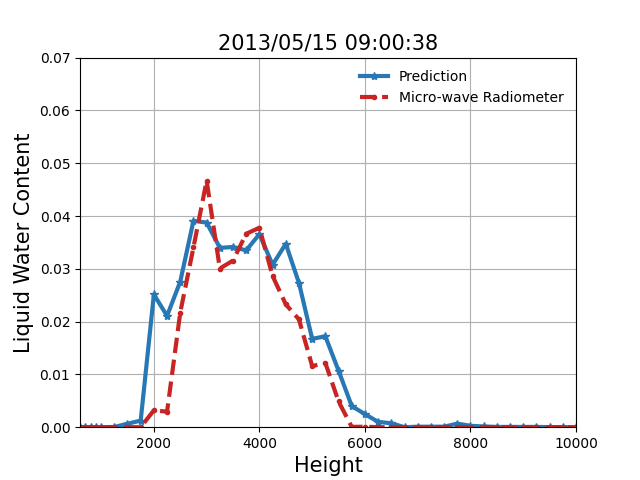 2013/05/15 09:00:38
Prediction
Micro-wave Radiometer
Liquid Water Content
0.07
0.06
0.05
0.04
0.03
0.02
0.01
0.00
2000 4000 6000 8000 10000
Height